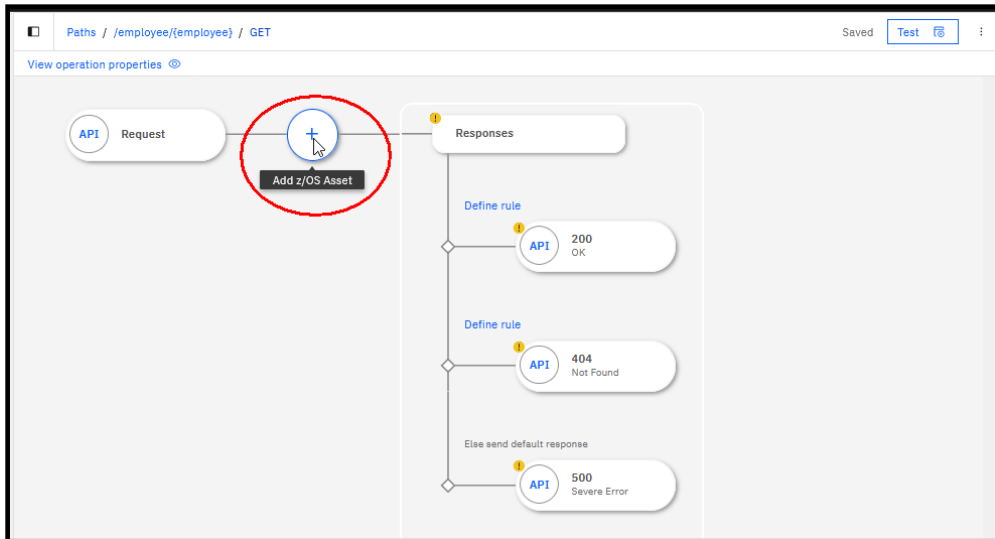 Paths / /employee/{employee} / GET
Saved
Test
View operation properties
API Request
+
Add z/OS Asset
! Responses
Define rule
!
API 200
OK
Define rule
!
API 404
Not Found
Else send default response
!
API 500
Severe Error